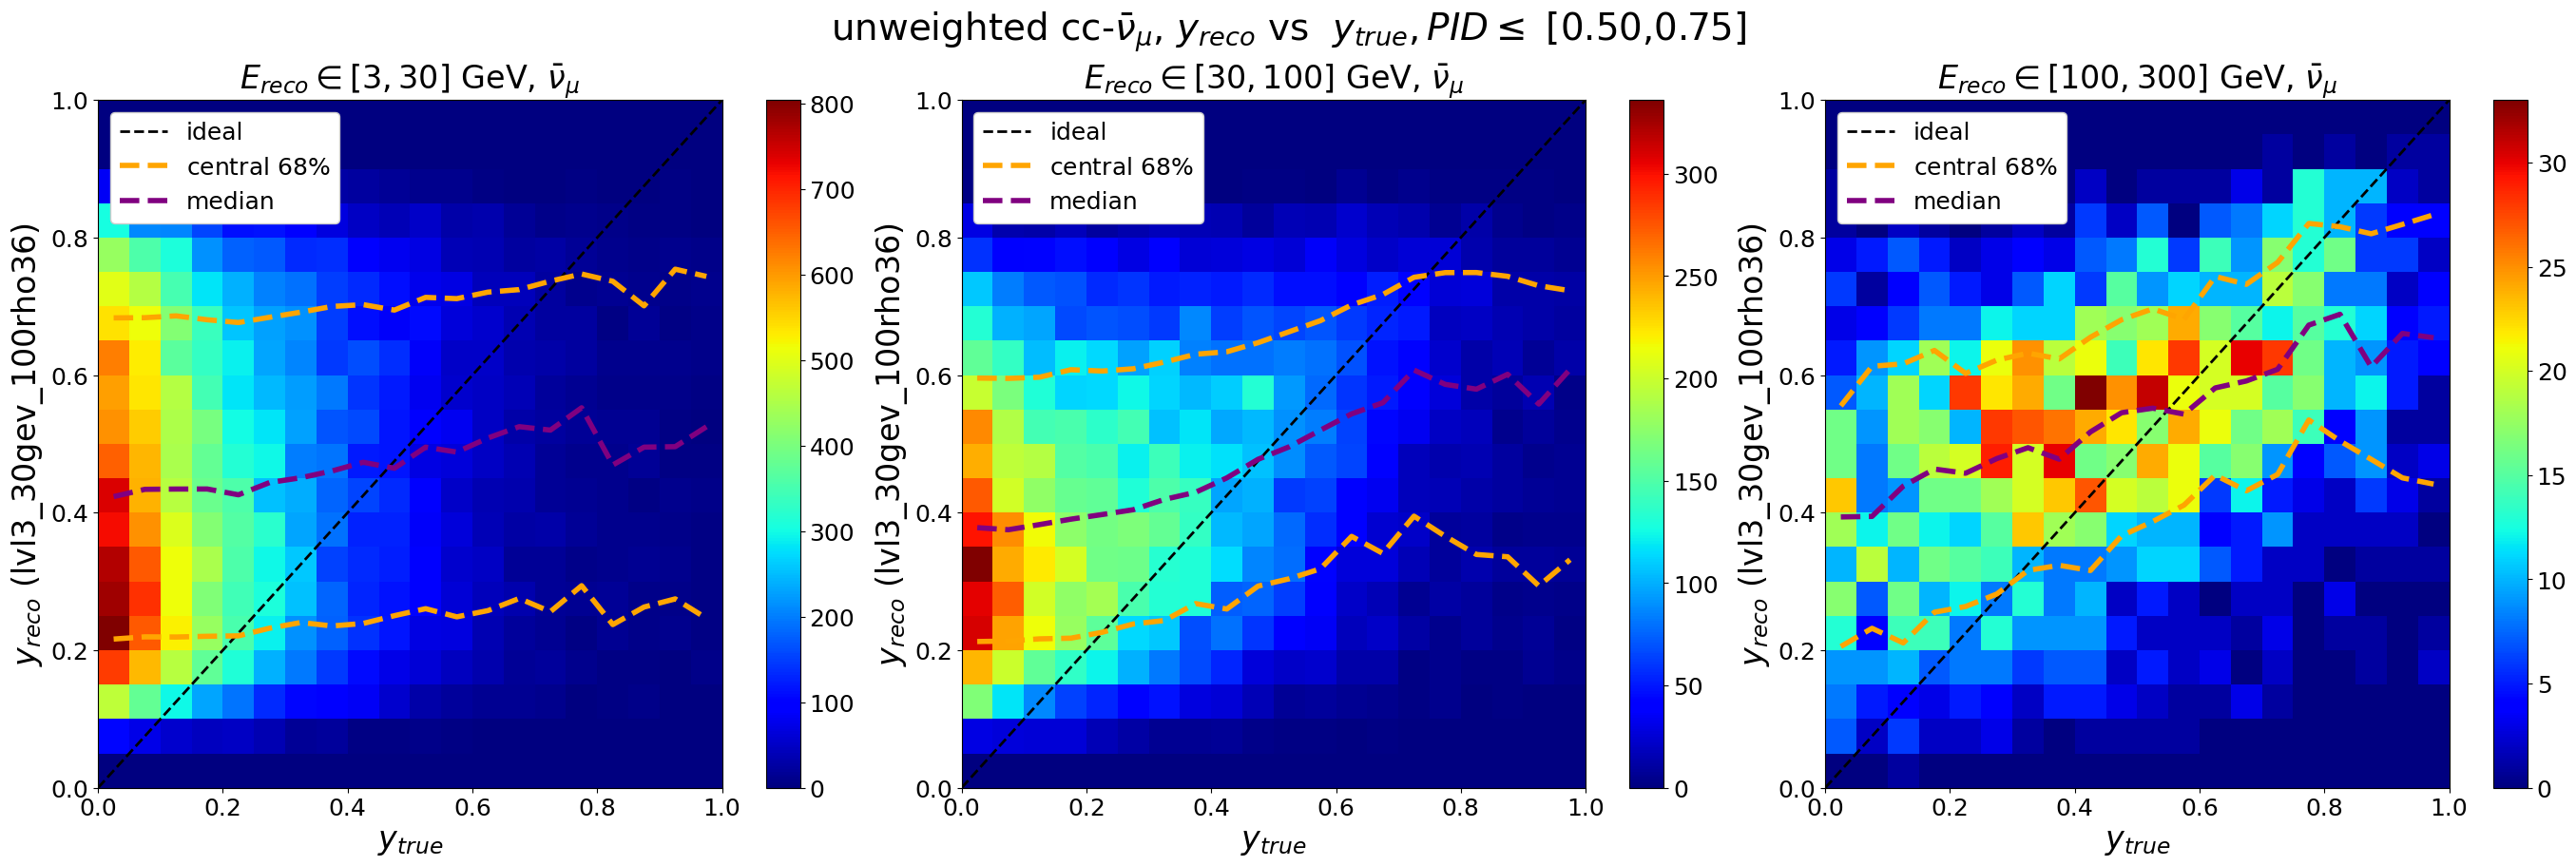 unweighted cc-ν̄_μ, y_reco vs y_true, PID ≤ [0.50,0.75]
E_reco ∈ [3, 30] GeV, ν̄_μ
1.0
0.8
0.6
0.4
0.2
0.0
y_reco (lvl3_30gev_100rho36)
ideal
central 68%
median
0.0 0.2 0.4 0.6 0.8 1.0
y_true
800
700
600
500
400
300
200
100
0
E_reco ∈ [30, 100] GeV, ν̄_μ
1.0
0.8
0.6
0.4
0.2
0.0
y_reco (lvl3_30gev_100rho36)
ideal
central 68%
median
0.0 0.2 0.4 0.6 0.8 1.0
y_true
300
250
200
150
100
50
0
E_reco ∈ [100, 300] GeV, ν̄_μ
1.0
0.8
0.6
0.4
0.2
0.0
y_reco (lvl3_30gev_100rho36)
ideal
central 68%
median
0.0 0.2 0.4 0.6 0.8 1.0
y_true
30
25
20
15
10
5
0